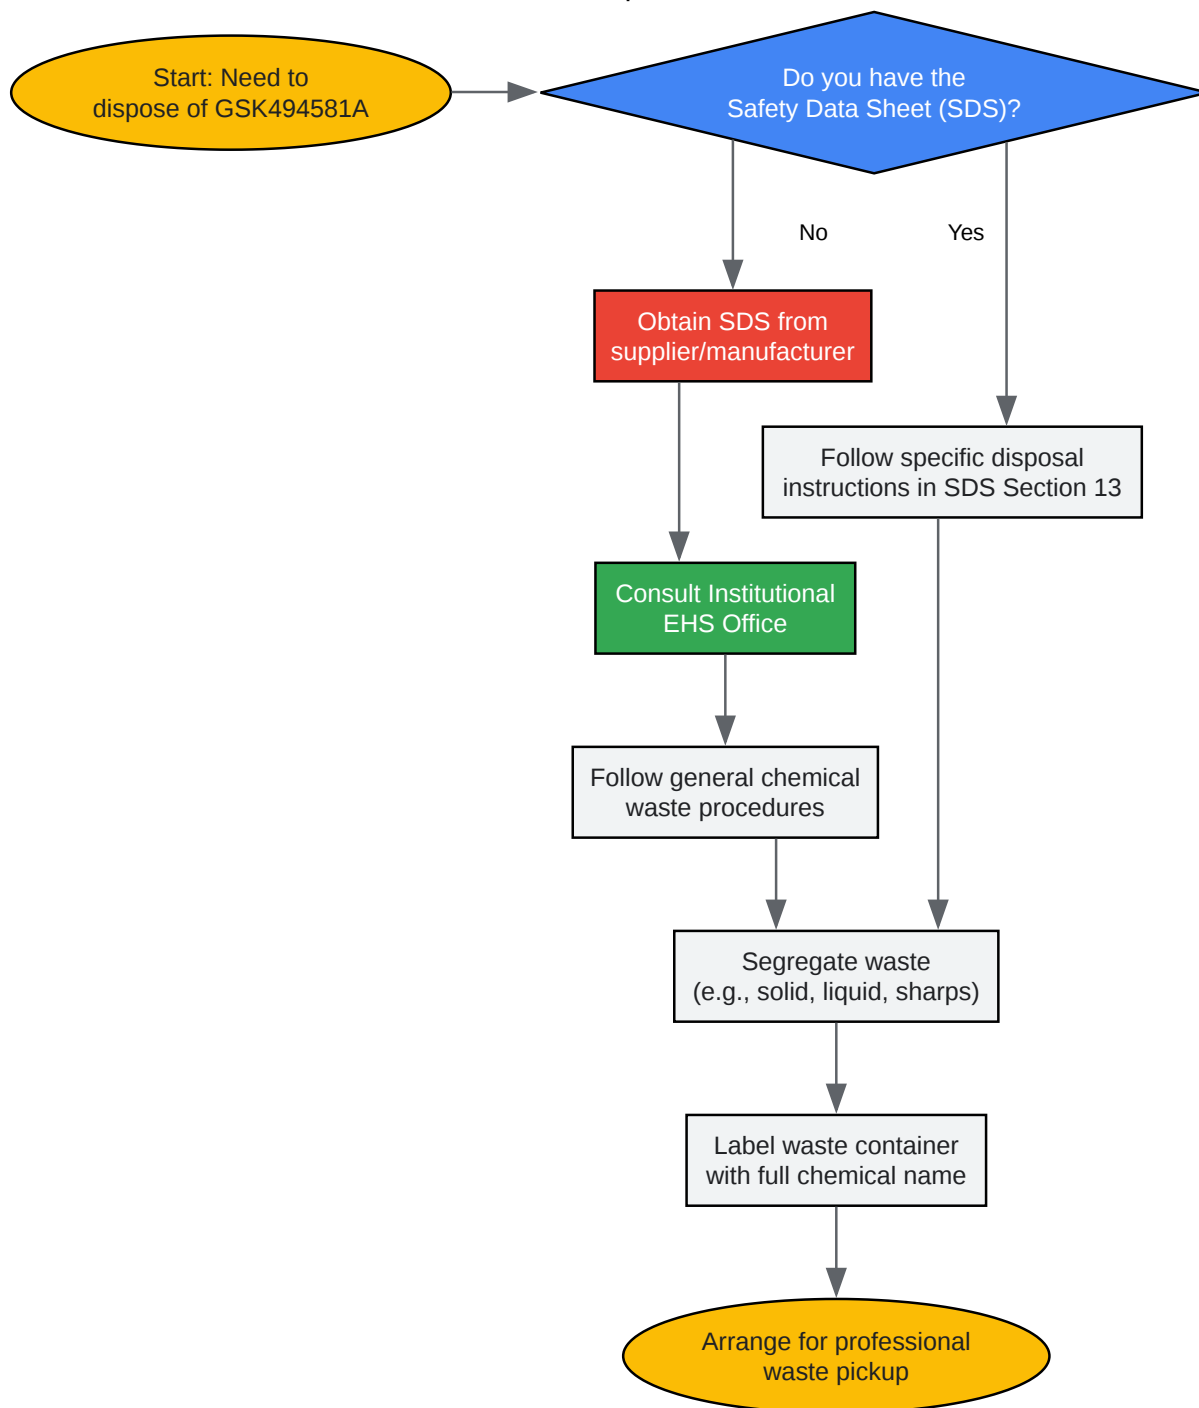 Start: Need to
dispose of GSK494581A
Do you have the
Safety Data Sheet (SDS)?
No
Yes
Obtain SDS from
supplier/manufacturer
Follow specific disposal
instructions in SDS Section 13
Consult Institutional
EHS Office
Follow general chemical
waste procedures
Segregate waste
(e.g., solid, liquid, sharps)
Label waste container
with full chemical name
Arrange for professional
waste pickup